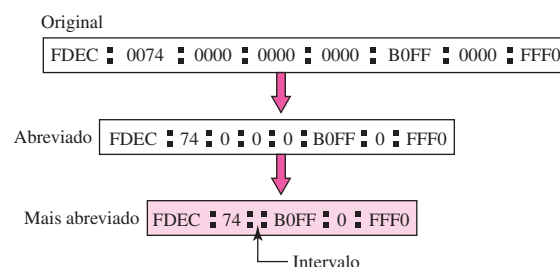 Original
FDEC : 0074 : 0000 : 0000 : 0000 : B0FF : 0000 : FFF0
Abreviado FDEC : 74 : 0 : 0 : 0 : B0FF : 0 : FFF0
Mais abreviado FDEC : 74 : : B0FF : 0 : FFF0
Intervalo